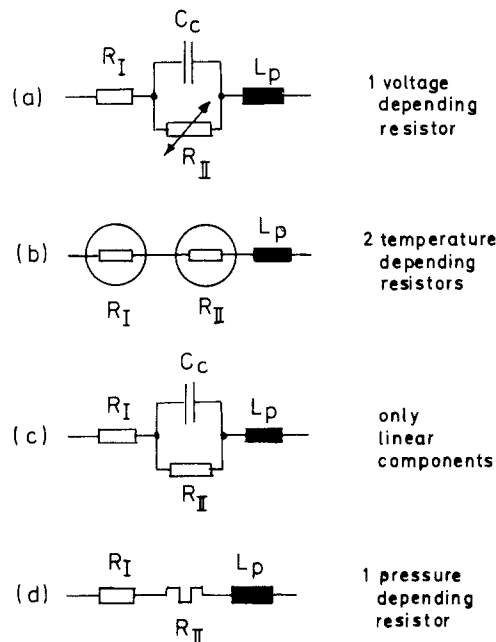 C_c
R_I
L_p
(a)
1 voltage
depending
resistor
R_II
L_p
(b)
2 temperature
depending
resistors
R_I
R_II
C_c
R_I
L_p
(c)
only
linear
components
R_II
R_I
L_p
(d)
1 pressure
depending
resistor
R_II